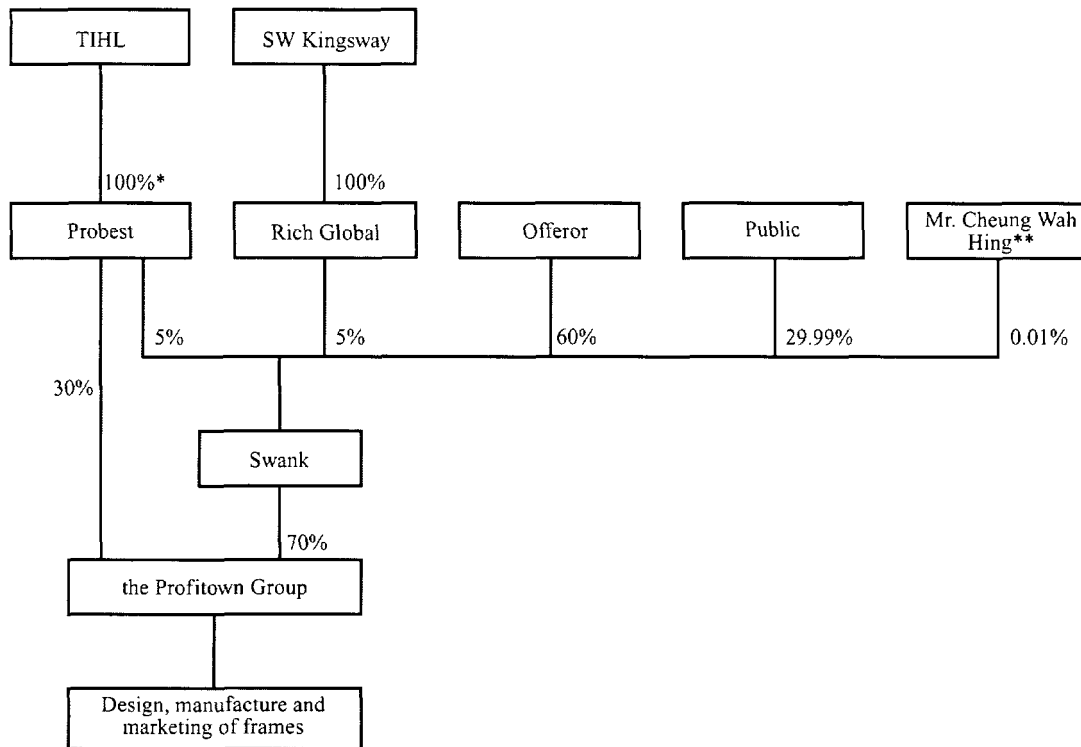 TIHL
SW Kingsway
100%*
100%
Probest
Rich Global
Offeror
Public
Mr. Cheung Wah
Hing**
5%
5%
60%
29.99%
0.01%
30%
Swank
70%
the Profitown Group
Design, manufacture and
marketing of frames